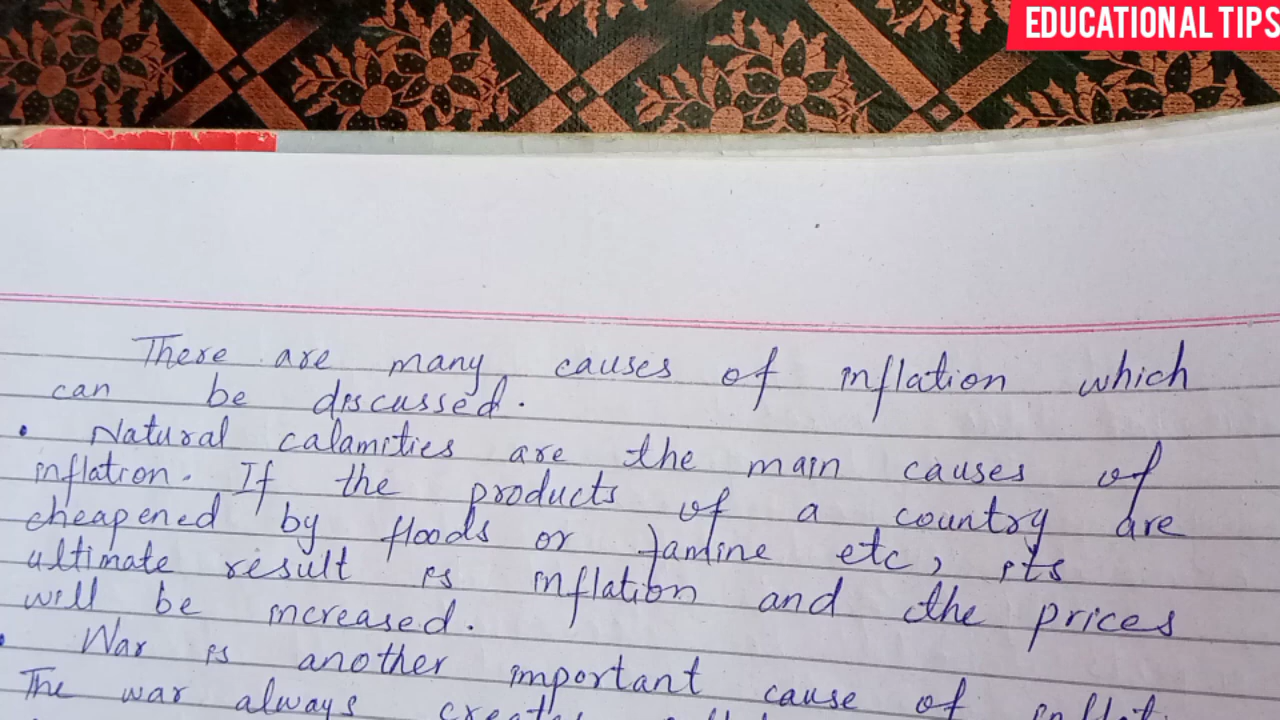 EDUCATIONAL TIPS
There are many causes of inflation which
can be discussed.
• Natural calamities are the main causes of
inflation. If the products of a country are
cheapened by floods or famine etc, its
ultimate result is inflation and the prices
will be increased.
• War is another important cause of
The war always